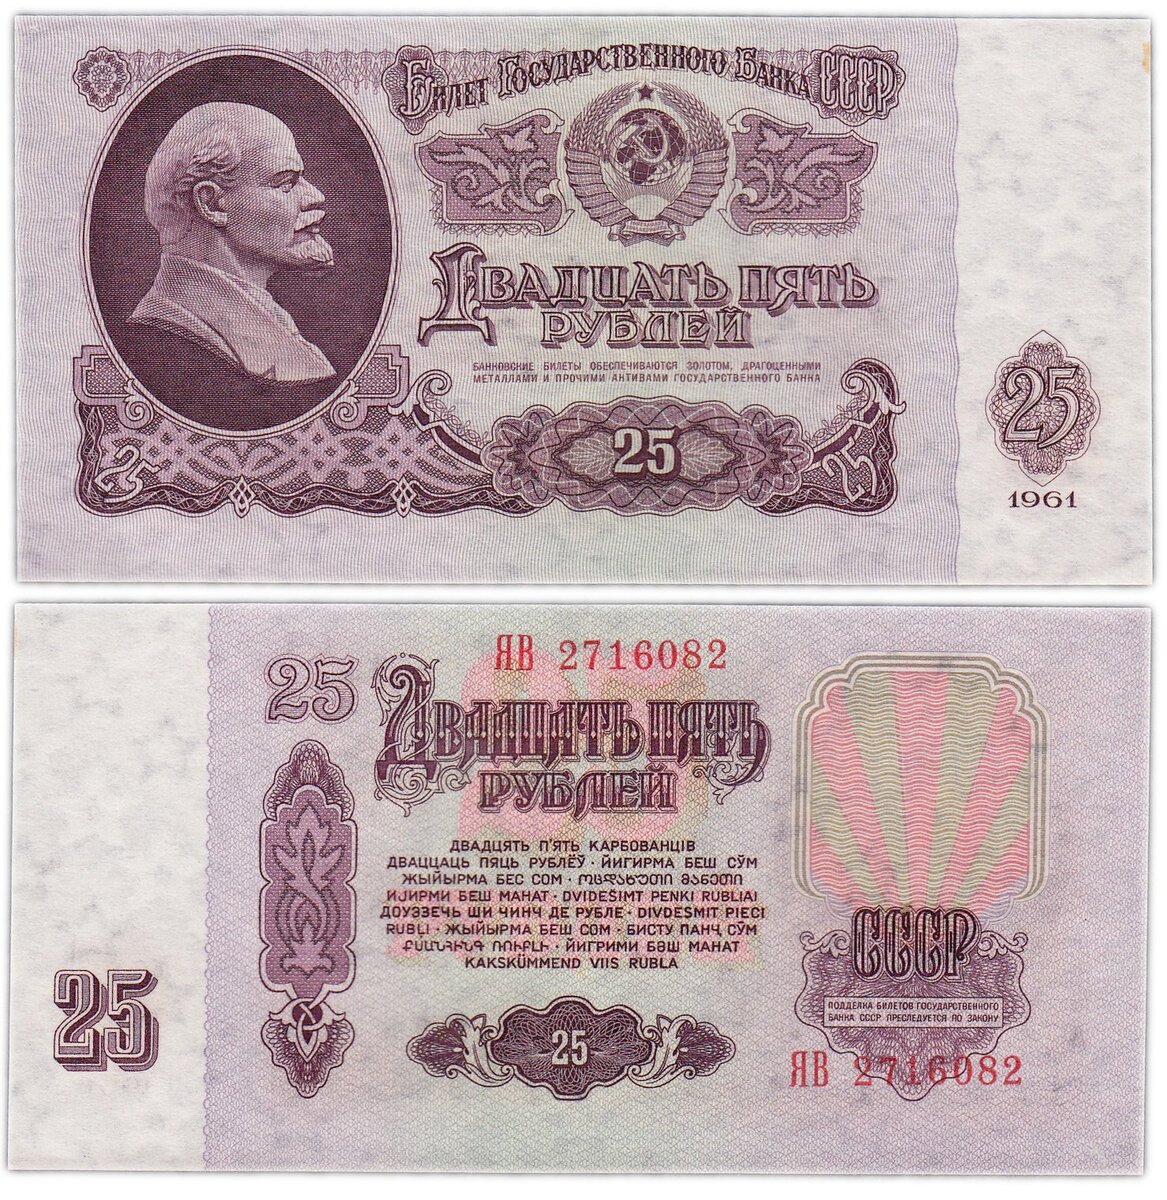 Билет Государственного Банка СССР
Двадцать пять
рублей
БАНКОВСКИЕ БИЛЕТЫ ОБЕСПЕЧИВАЮТСЯ ЗОЛОТОМ, ДРАГОЦЕННЫМИ
МЕТАЛЛАМИ И ПРОЧИМИ АКТИВАМИ ГОСУДАРСТВЕННОГО БАНКА
25
25
25
25
1961
ЯВ 2716082
25
Двадцать пять
рублей
ДВАДЦЯТЬ П'ЯТЬ КАРБОВАНЦІВ
ДВАЦЦАЦЬ ПЯЦЬ РУБЛЁЎ · ЙИГИРМА БЕШ СЎМ
ЖЫЙЫРМА БЕС СОМ · ᲝᲪᲓᲐᲮᲣᲗᲘ ᲛᲐᲜᲔᲗᲘ
ИЈИРМИ БЕШ МАНАТ · DVIDEŠIMT PENKI RUBLIAI
ДОУЗЗЕЧЬ ШИ ЧИНЧ ДЕ РУБЛЕ · DIVDESMIT PIECI
RUBĻI · ЖЫЙЫРМА БЕШ СОМ · БИСТУ ПАНҶ СӮМ
ՔՍԱՆՀԻՆԳ ՌՈՒԲԼԻ · ЙИГРИМИ БӘШ МАНАТ
KAKSKÜMMEND VIIS RUBLA
25
25
СССР
ПОДДЕЛКА БИЛЕТОВ ГОСУДАРСТВЕННОГО
БАНКА СССР ПРЕСЛЕДУЕТСЯ ПО ЗАКОНУ
ЯВ 2716082